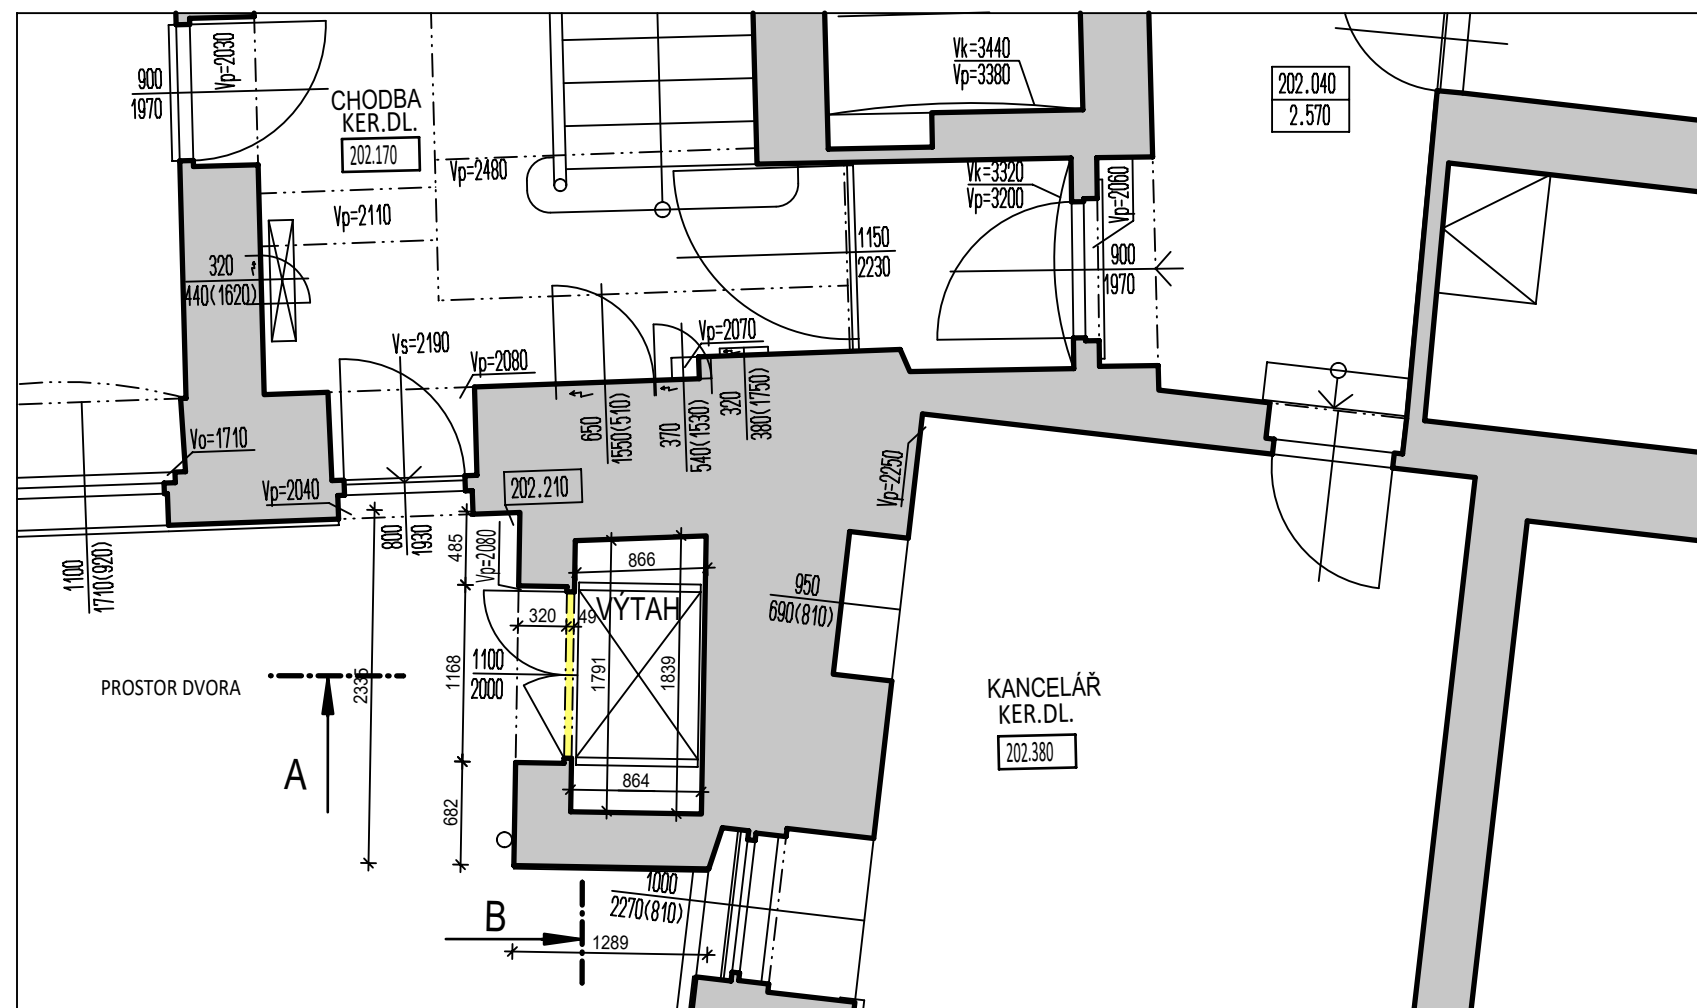 900
1970
Vp=2030
CHODBA
KER.DL.
202.170
Vp=2480
Vp=2110
320
440(1620)
Vk=3440
Vp=3380
202.040
2.570
Vk=3320
Vp=3200
Vp=2060
1150
2230
900
1970
Vs=2190
Vp=2080
Vp=2070
650
1550(510)
370
540(1530)
320
380(1750)
Vo=1710
Vp=2040
202.210
Vp=2250
800
1930
485
Vp=2080
1100
1710(920)
866
VÝTAH
320
49
950
690(810)
1100
2000
1168
1791
1839
2335
PROSTOR DVORA
A
KANCELÁŘ
KER.DL.
202.380
864
682
1000
2270(810)
B
1289